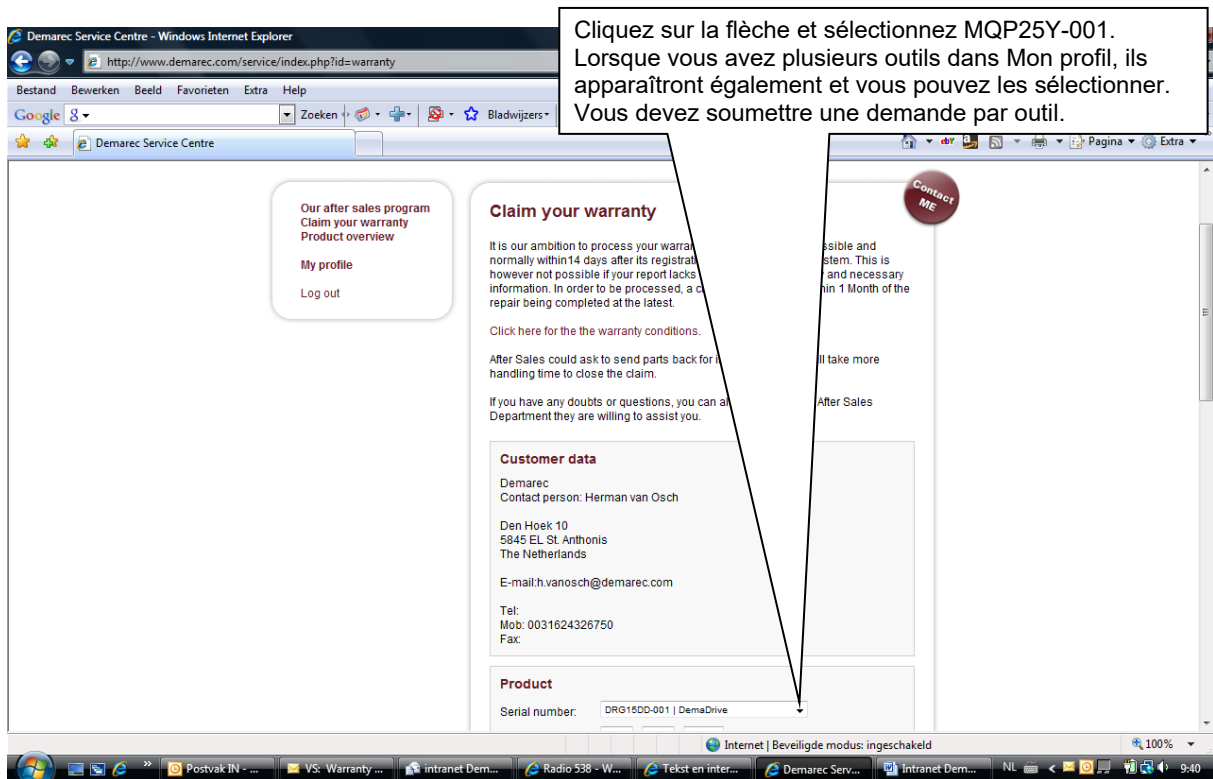 Cliquez sur la flèche et sélectionnez MQP25Y-001.
Lorsque vous avez plusieurs outils dans Mon profil, ils
apparaîtront également et vous pouvez les sélectionner.
Vous devez soumettre une demande par outil.
Demarec Service Centre - Windows Internet Explorer
http://www.demarec.com/service/index.php?id=warranty
Bestand Bewerken Beeld Favorieten Extra Help
Google Zoeken Bladwijzers
Demarec Service Centre
Pagina Extra
Our after sales program
Claim your warranty
Product overview
My profile
Log out
Contact
ME
Claim your warranty
It is our ambition to process your ssible and
normally within14 days after its stem. This is
however not possible if your report lacks and necessary
information. In order to be processed, a hin 1 Month of the
repair being completed at the latest.
Click here for the the warranty conditions.
After Sales could ask to send parts back for ll take more
handling time to close the claim.
If you have any doubts or questions, you can After Sales
Department they are willing to assist you.
Customer data
Demarec
Contact person: Herman van Osch
Den Hoek 10
5845 EL St. Anthonis
The Netherlands
E-mail:h.vanosch@demarec.com
Tel:
Mob: 0031624326750
Fax:
Product
Serial number: DRG15DD-001 | DemaDrive
Internet | Beveiligde modus: ingeschakeld 100%
Postvak IN - ... VS: Warranty ... intranet Dem... Radio 538 - W... Tekst en inter... Demarec Serv... Intranet Dem... NL 9:40